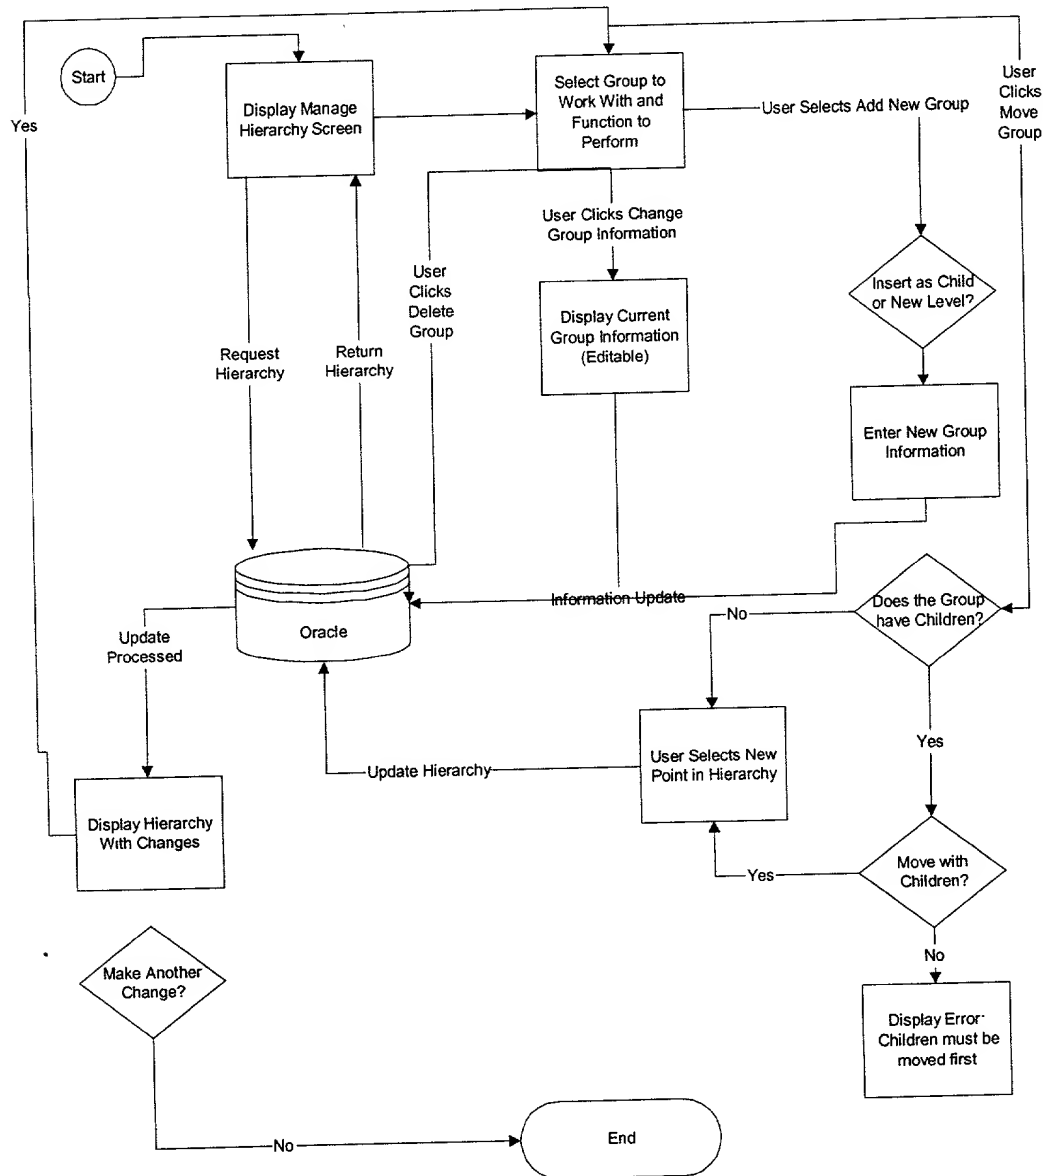 Start
Display Manage
Hierarchy Screen
Select Group to
Work With and
Function to
Perform
User Selects Add New Group
User
Clicks
Move
Group
Yes
User Clicks Change
Group Information
User
Clicks
Delete
Group
Insert as Child
or New Level?
Display Current
Group Information
(Editable)
Request
Hierarchy
Return
Hierarchy
Enter New Group
Information
Information Update
Oracle
Does the Group
have Children?
No
Update
Processed
Yes
User Selects New
Point in Hierarchy
Update Hierarchy
Display Hierarchy
With Changes
Move with
Children?
Yes
No
Make Another
Change?
Display Error:
Children must be
moved first
No
End